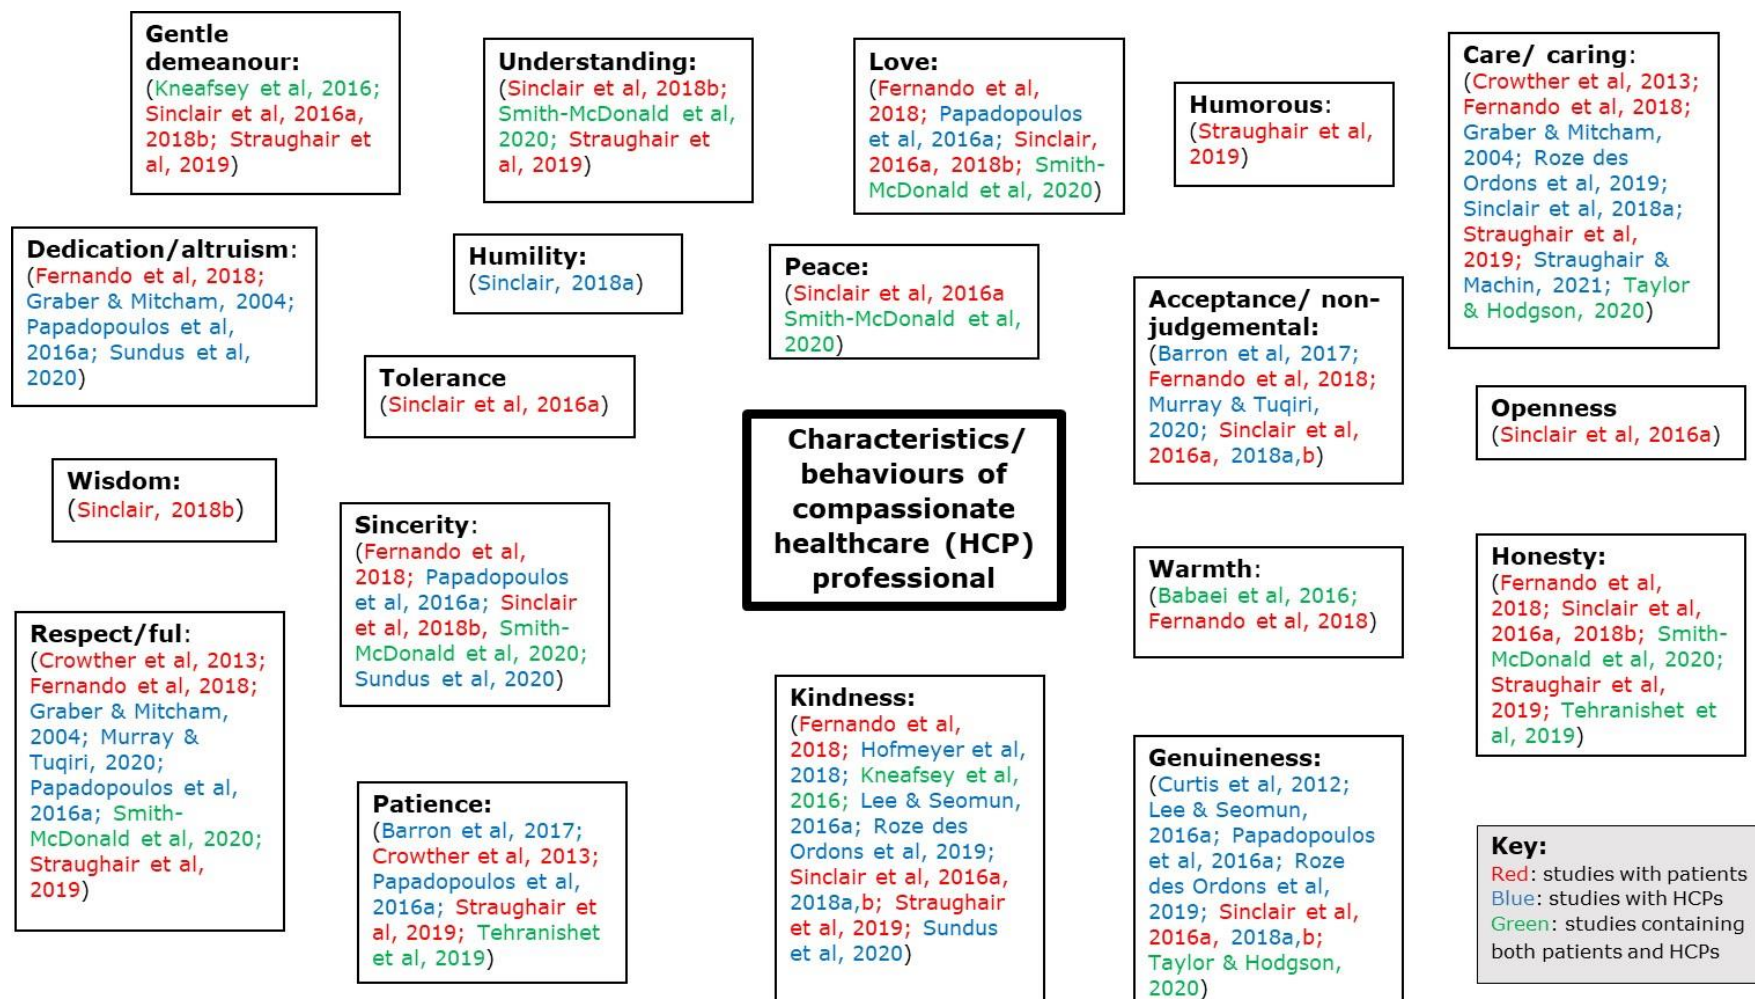 Gentle
demeanour:
(Kneafsey et al, 2016;
Sinclair et al, 2016a,
2018b; Straughair et
al, 2019)
Understanding:
(Sinclair et al, 2018b;
Smith-McDonald et al,
2020; Straughair et
al, 2019)
Love:
(Fernando et al,
2018; Papadopoulos
et al, 2016a; Sinclair,
2016a, 2018b; Smith-
McDonald et al, 2020)
Humorous:
(Straughair et al,
2019)
Care/ caring:
(Crowther et al, 2013;
Fernando et al, 2018;
Graber & Mitcham,
2004; Roze des
Ordons et al, 2019;
Sinclair et al, 2018a;
Straughair et al,
2019; Straughair &
Machin, 2021; Taylor
& Hodgson, 2020)
Dedication/altruism:
(Fernando et al, 2018;
Graber & Mitcham, 2004;
Papadopoulos et al,
2016a; Sundus et al,
2020)
Humility:
(Sinclair, 2018a)
Peace:
(Sinclair et al, 2016a
Smith-McDonald et al,
2020)
Acceptance/ non-
judgemental:
(Barron et al, 2017;
Fernando et al, 2018;
Murray & Tuqiri,
2020; Sinclair et al,
2016a, 2018a,b)
Tolerance
(Sinclair et al, 2016a)
Openness
(Sinclair et al, 2016a)
Characteristics/
behaviours of
compassionate
healthcare (HCP)
professional
Wisdom:
(Sinclair, 2018b)
Sincerity:
(Fernando et al,
2018; Papadopoulos
et al, 2016a; Sinclair
et al, 2018b, Smith-
McDonald et al, 2020;
Sundus et al, 2020)
Warmth:
(Babaei et al, 2016;
Fernando et al, 2018)
Honesty:
(Fernando et al,
2018; Sinclair et al,
2016a, 2018b; Smith-
McDonald et al, 2020;
Straughair et al,
2019; Tehranishet et
al, 2019)
Respect/ful:
(Crowther et al, 2013;
Fernando et al, 2018;
Graber & Mitcham,
2004; Murray &
Tuqiri, 2020;
Papadopoulos et al,
2016a; Smith-
McDonald et al, 2020;
Straughair et al,
2019)
Patience:
(Barron et al, 2017;
Crowther et al, 2013;
Papadopoulos et al,
2016a; Straughair et
al, 2019; Tehranishet
et al, 2019)
Kindness:
(Fernando et al,
2018; Hofmeyer et al,
2018; Kneafsey et al,
2016; Lee & Seomun,
2016a; Roze des
Ordons et al, 2019;
Sinclair et al, 2016a,
2018a,b; Straughair
et al, 2019; Sundus
et al, 2020)
Genuineness:
(Curtis et al, 2012;
Lee & Seomun,
2016a; Papadopoulos
et al, 2016a; Roze
des Ordons et al,
2019; Sinclair et al,
2016a, 2018a,b;
Taylor & Hodgson,
2020)
Key:
Red: studies with patients
Blue: studies with HCPs
Green: studies containing
both patients and HCPs